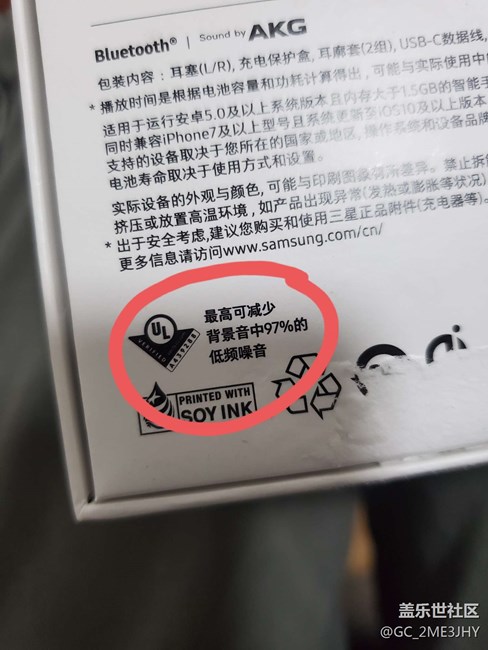 Bluetooth® | Sound by AKG
包装内容：耳塞(L/R), 充电保护盒, 耳廓套(2组), USB-C数据线,
* 播放时间是根据电池容量和功耗计算得出，可能与实际使用中
适用于运行安卓5.0及以上系统版本且内存大于1.5GB的智能手
同时兼容iPhone7及以上型号且系统更新至iOS10及以上版本
支持的设备取决于您所在的国家或地区, 操作系统和设备品牌
电池寿命取决于使用方式和设置。
实际设备的外观与颜色, 可能与印刷图像有所差异。禁止拆
挤压或放置高温环境, 如产品出现异常(发热或膨胀等状况)
* 出于安全考虑,建议您购买和使用三星正品附件(充电器等)。
更多信息请访问www.samsung.com/cn/
UL
VERIFIED
最高可减少
背景音中97%的
低频噪音
PRINTED WITH
SOY INK
盖乐世社区
@GC_2ME3JHY